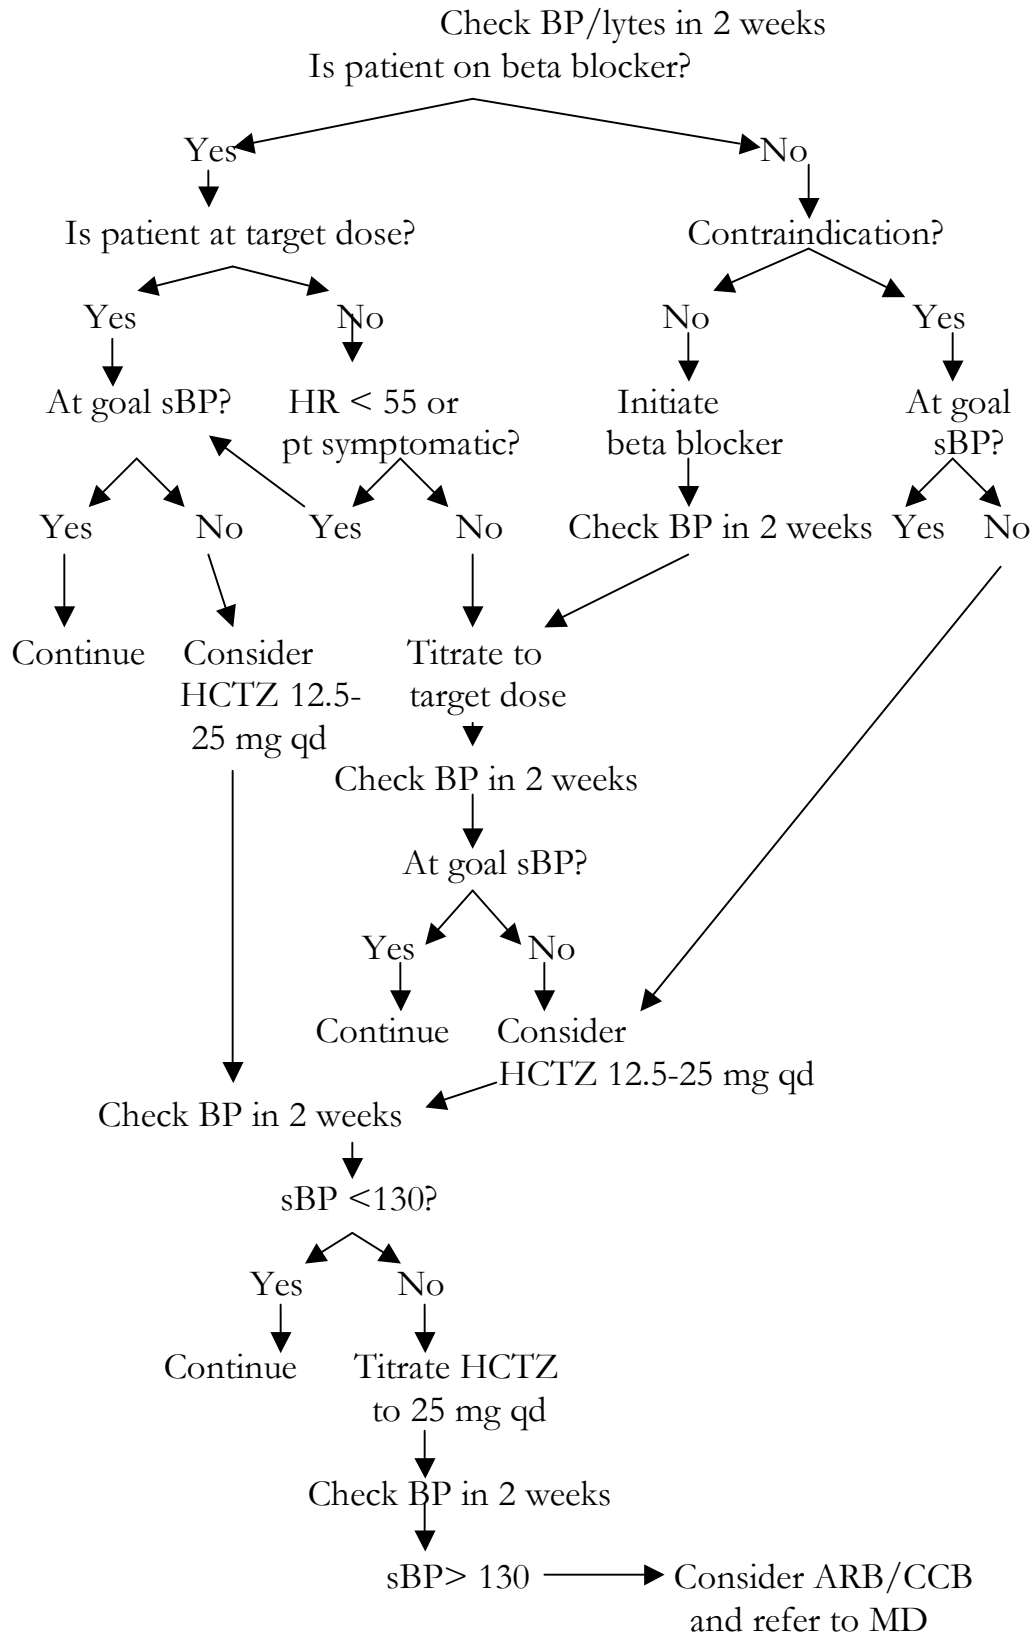 Check BP/lytes in 2 weeks
Is patient on beta blocker?
Yes
No
Is patient at target dose?
Contraindication?
Yes
No
No
Yes
At goal sBP?
HR < 55 or
pt symptomatic?
Initiate
beta blocker
At goal
sBP?
Yes
No
Yes
No
Check BP in 2 weeks
Yes
No
Continue
Consider
HCTZ 12.5-
25 mg qd
Titrate to
target dose
Check BP in 2 weeks
At goal sBP?
Yes
No
Continue
Consider
HCTZ 12.5-25 mg qd
Check BP in 2 weeks
sBP <130?
Yes
No
Continue
Titrate HCTZ
to 25 mg qd
Check BP in 2 weeks
sBP> 130
Consider ARB/CCB
and refer to MD